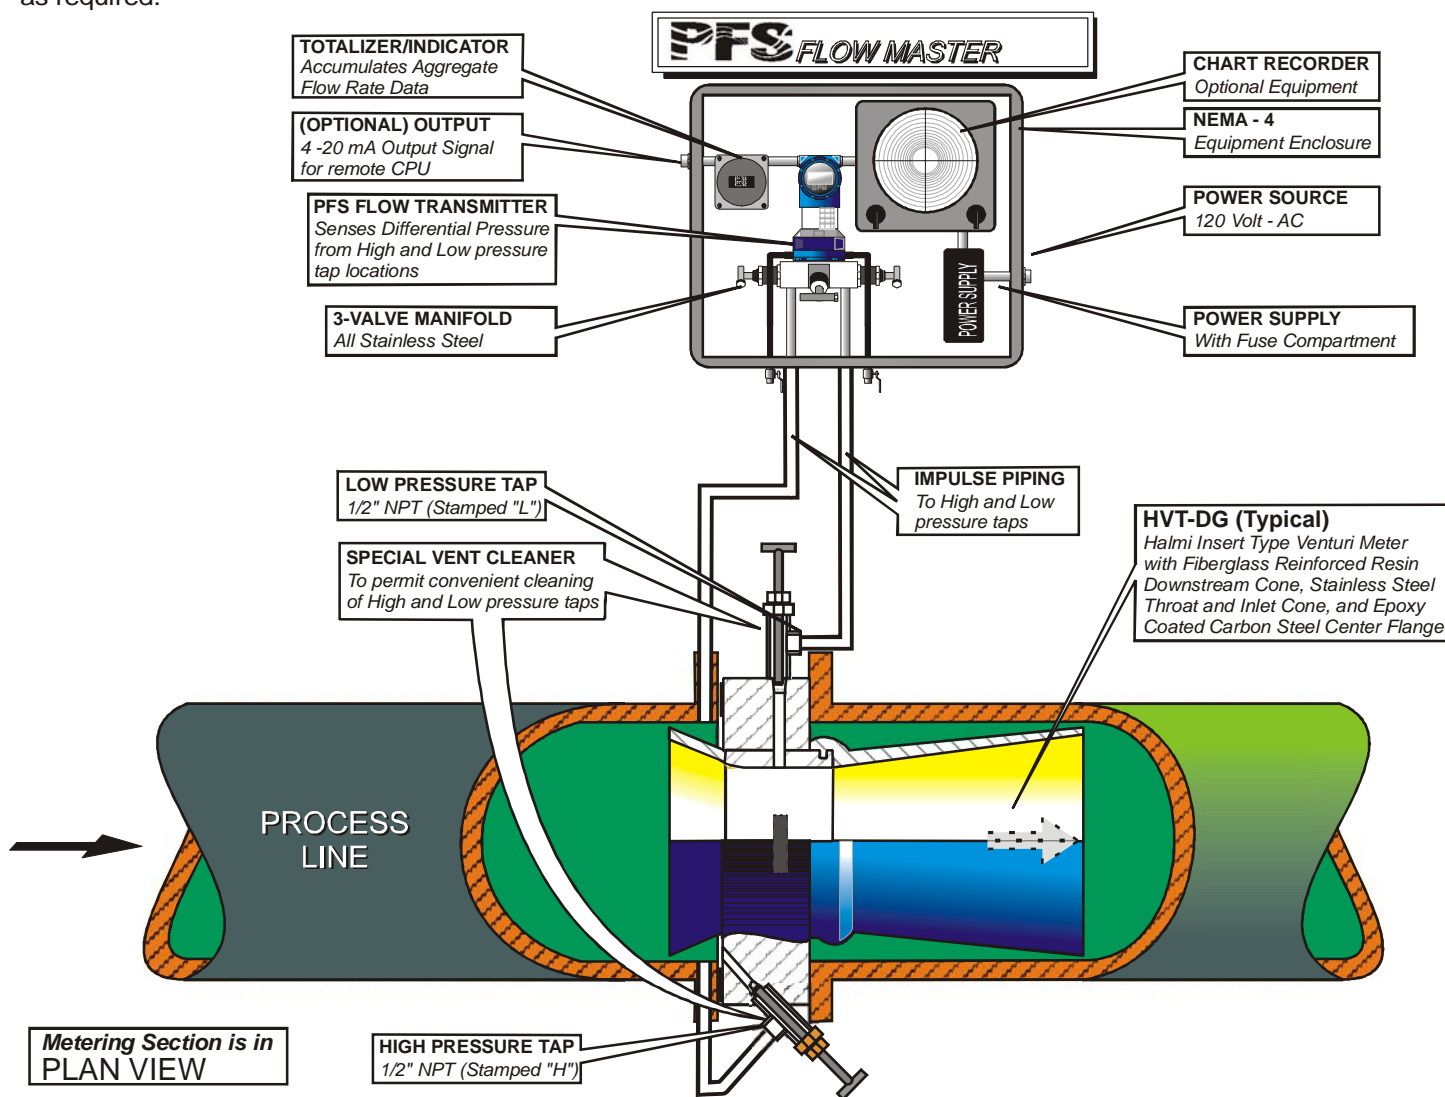 as required.
PFS FLOW MASTER
TOTALIZER/INDICATOR
Accumulates Aggregate
Flow Rate Data
(OPTIONAL) OUTPUT
4 -20 mA Output Signal
for remote CPU
PFS FLOW TRANSMITTER
Senses Differential Pressure
from High and Low pressure
tap locations
3-VALVE MANIFOLD
All Stainless Steel
CHART RECORDER
Optional Equipment
NEMA - 4
Equipment Enclosure
POWER SOURCE
120 Volt - AC
POWER SUPPLY
With Fuse Compartment
GPM
POWER SUPPLY
LOW PRESSURE TAP
1/2" NPT (Stamped "L")
SPECIAL VENT CLEANER
To permit convenient cleaning
of High and Low pressure taps
IMPULSE PIPING
To High and Low
pressure taps
HVT-DG (Typical)
Halmi Insert Type Venturi Meter
with Fiberglass Reinforced Resin
Downstream Cone, Stainless Steel
Throat and Inlet Cone, and Epoxy
Coated Carbon Steel Center Flange
PROCESS
LINE
Metering Section is in
PLAN VIEW
HIGH PRESSURE TAP
1/2" NPT (Stamped "H")